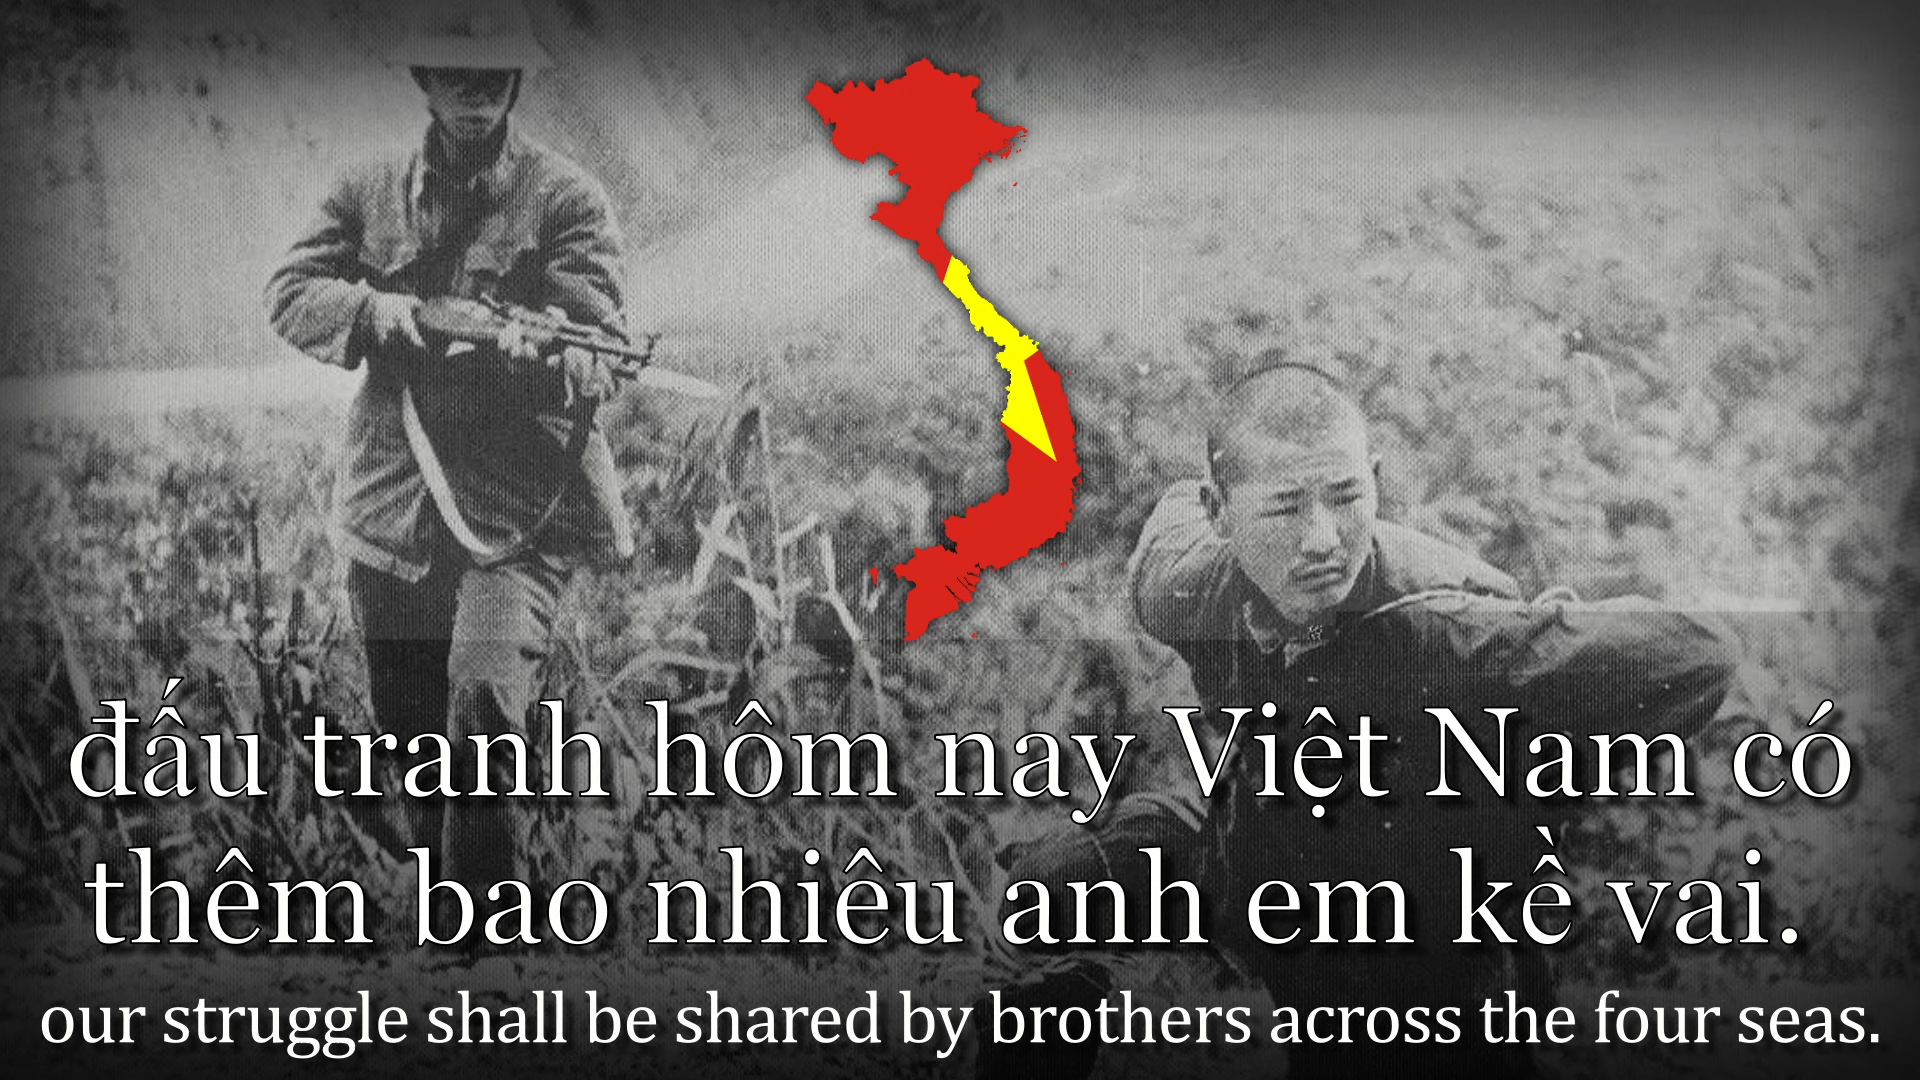 đấu tranh hôm nay Việt Nam có
thêm bao nhiêu anh em kề vai.
our struggle shall be shared by brothers across the four seas.